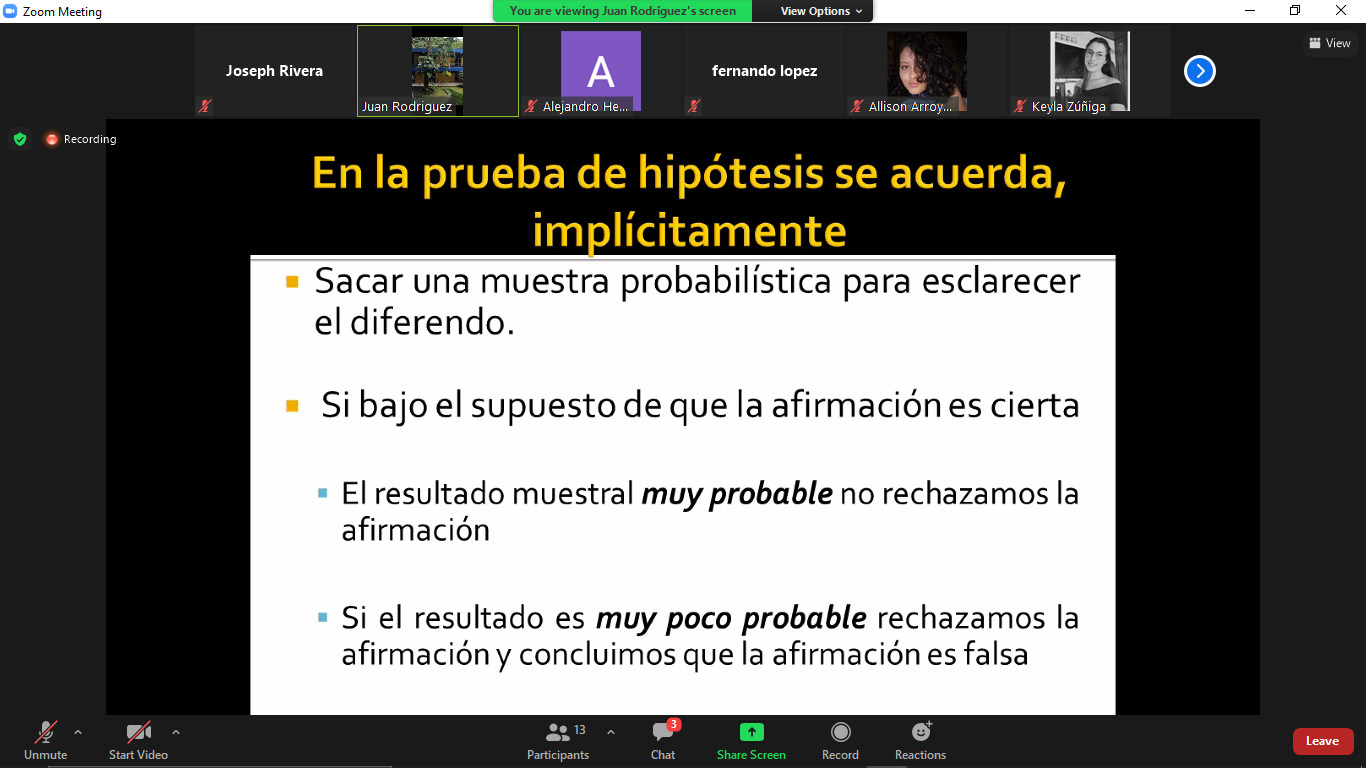 Zoom Meeting
You are viewing Juan Rodriguez's screen
View Options
Joseph Rivera
Juan Rodriguez
A
Alejandro He...
fernando lopez
Allison Arroy...
Keyla Zúñiga
View
Recording
En la prueba de hipótesis se acuerda,
implícitamente
Sacar una muestra probabilística para esclarecer
el diferendo.
Si bajo el supuesto de que la afirmación es cierta
El resultado muestral muy probable no rechazamos la
afirmación
Si el resultado es muy poco probable rechazamos la
afirmación y concluimos que la afirmación es falsa
Unmute
Start Video
Participants
13
Chat
3
Share Screen
Record
Reactions
Leave